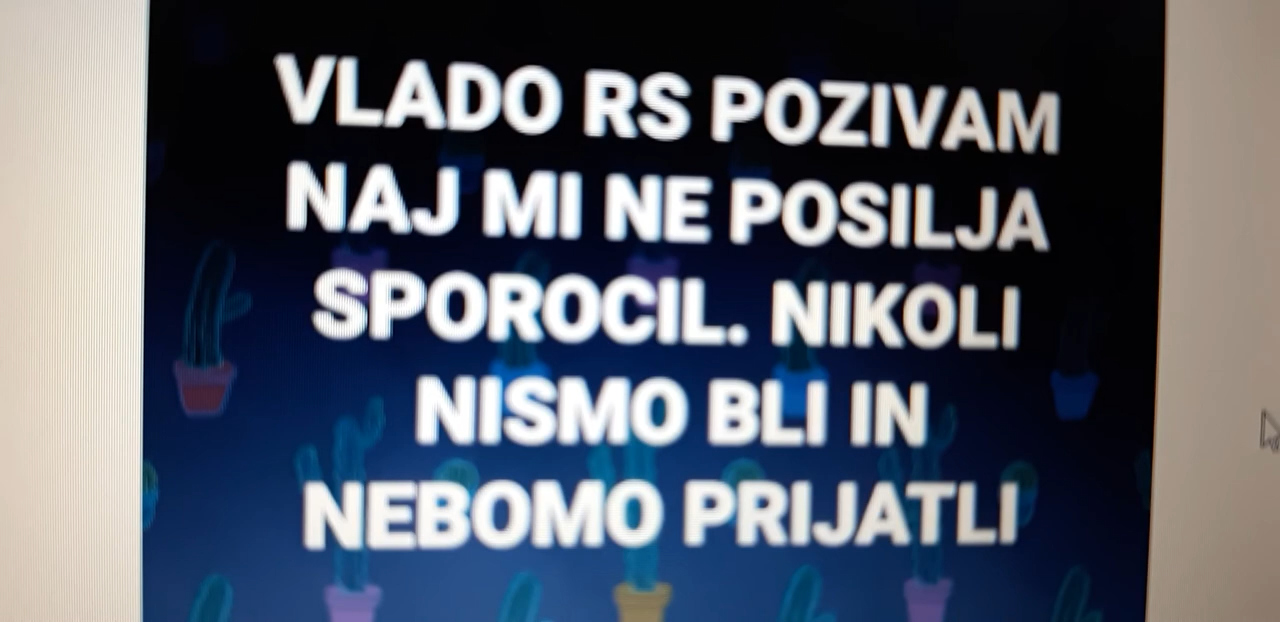 VLADO RS POZIVAM
NAJ MI NE POSILJA
SPOROCIL. NIKOLI
NISMO BLI IN
NEBOMO PRIJATLI